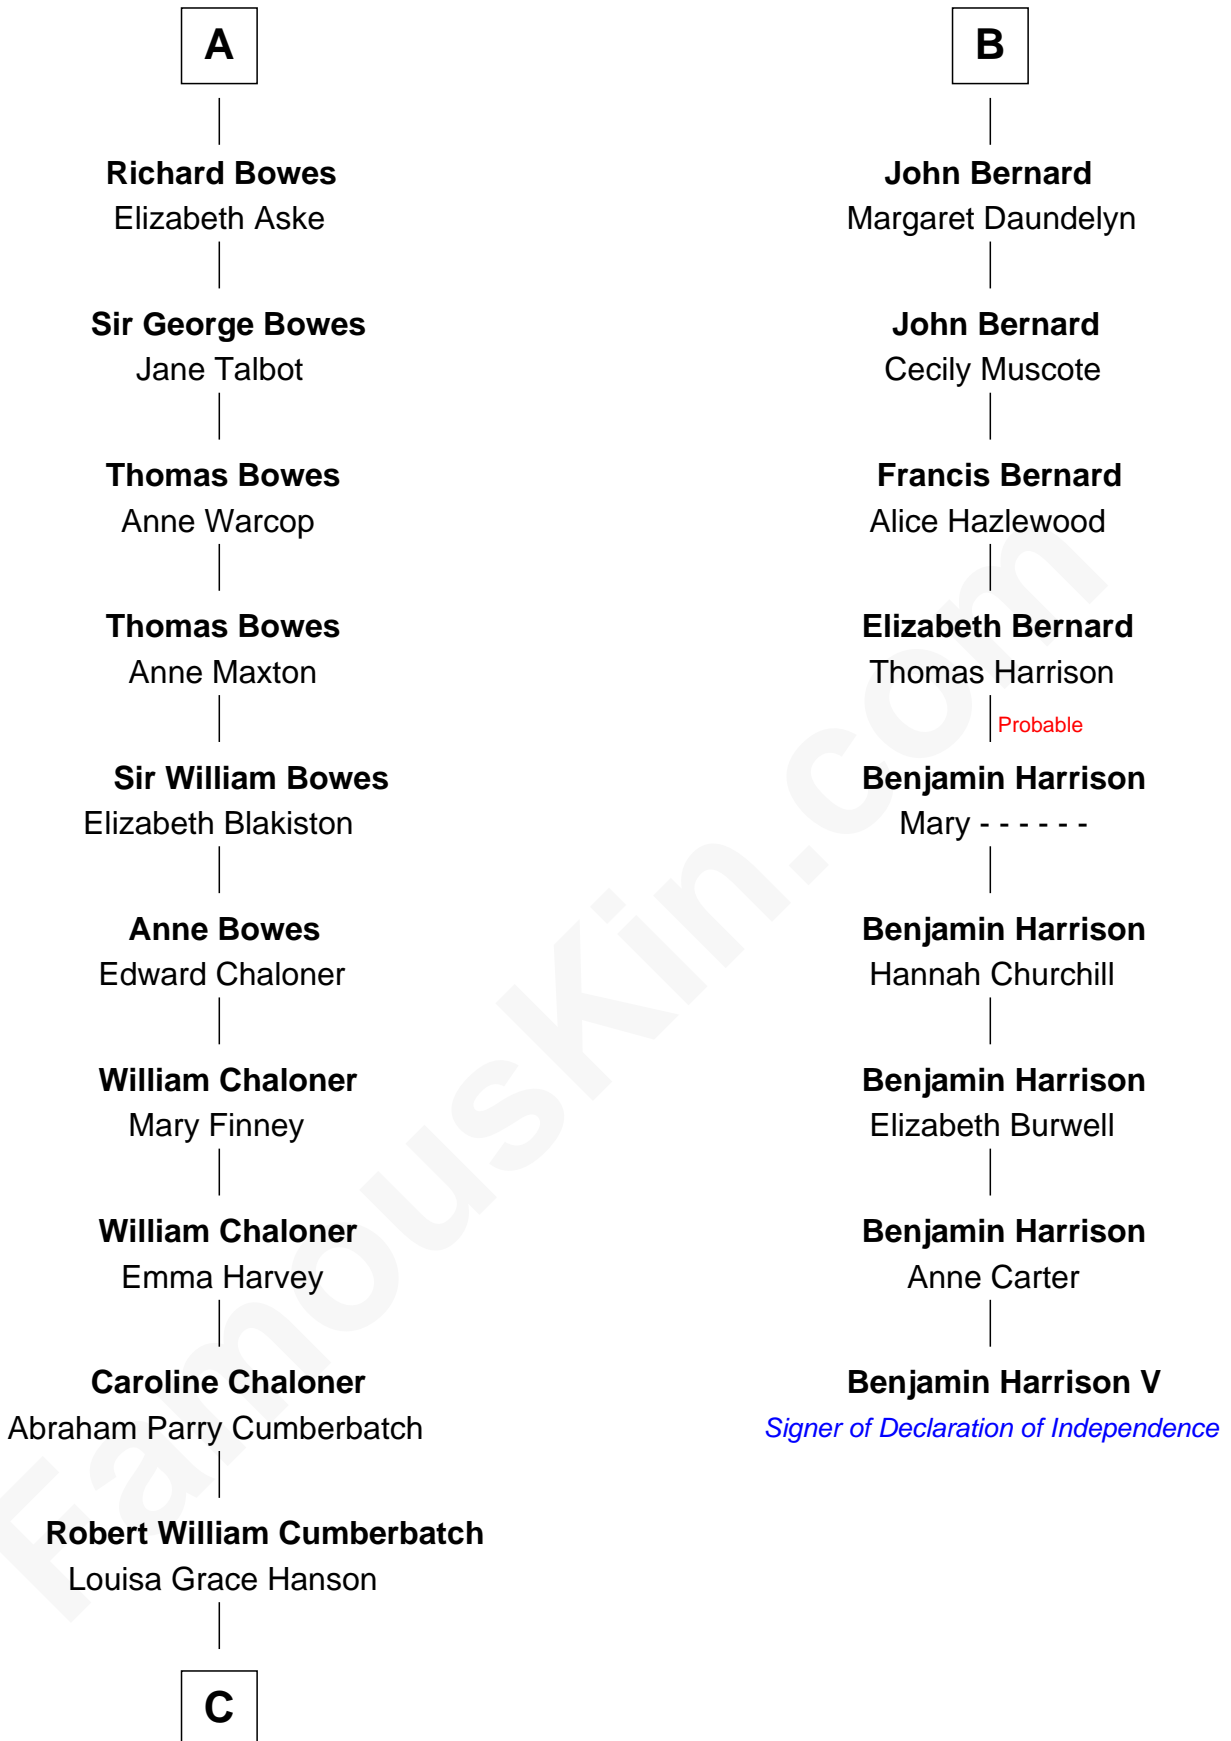 A
Richard Bowes
Elizabeth Aske
Sir George Bowes
Jane Talbot
Thomas Bowes
Anne Warcop
Thomas Bowes
Anne Maxton
Sir William Bowes
Elizabeth Blakiston
Anne Bowes
Edward Chaloner
William Chaloner
Mary Finney
William Chaloner
Emma Harvey
Caroline Chaloner
Abraham Parry Cumberbatch
Robert William Cumberbatch
Louisa Grace Hanson
C
B
John Bernard
Margaret Daundelyn
John Bernard
Cecily Muscote
Francis Bernard
Alice Hazlewood
Elizabeth Bernard
Thomas Harrison
Probable
Benjamin Harrison
Mary - - - - - -
Benjamin Harrison
Hannah Churchill
Benjamin Harrison
Elizabeth Burwell
Benjamin Harrison
Anne Carter
Benjamin Harrison V
Signer of Declaration of Independence
FamousKin.com